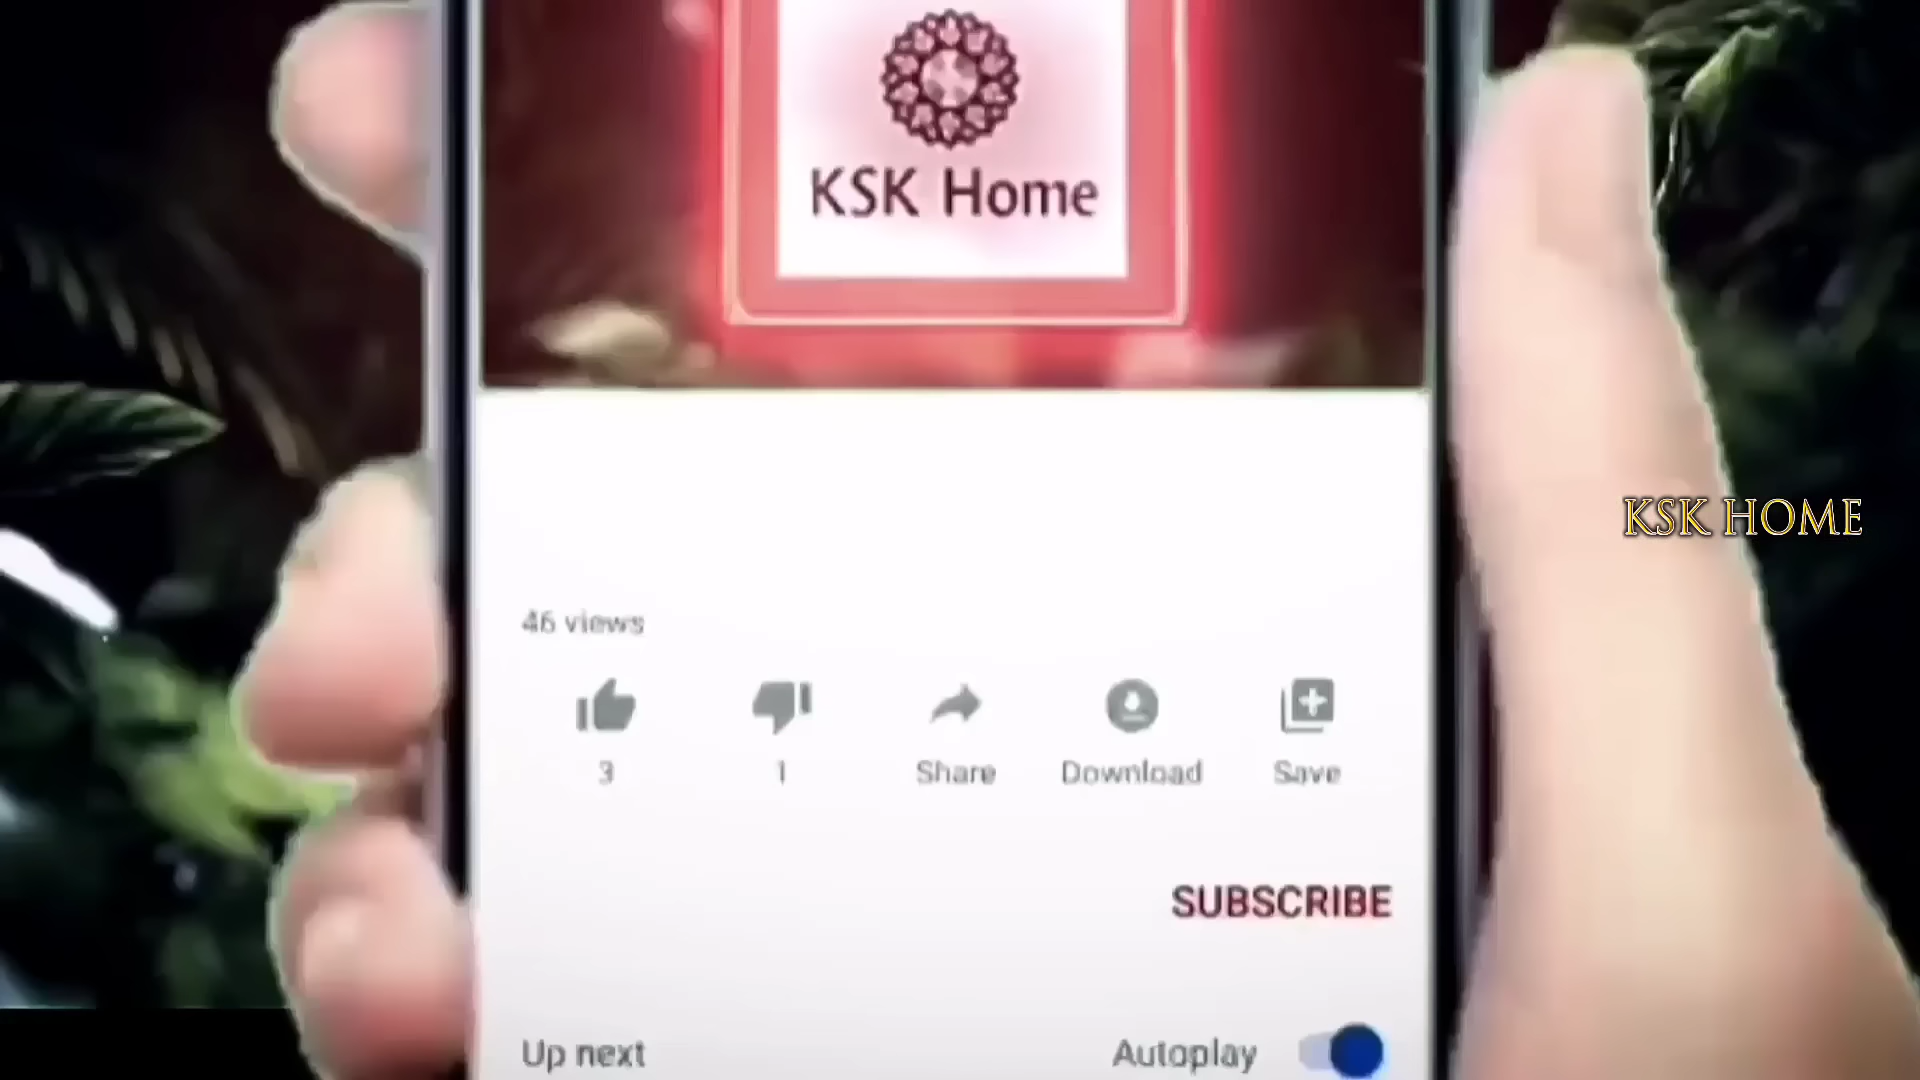 KSK Home
KSK HOME
46 views
3
1
Share
Download
Save
SUBSCRIBE
Up next
Autoplay